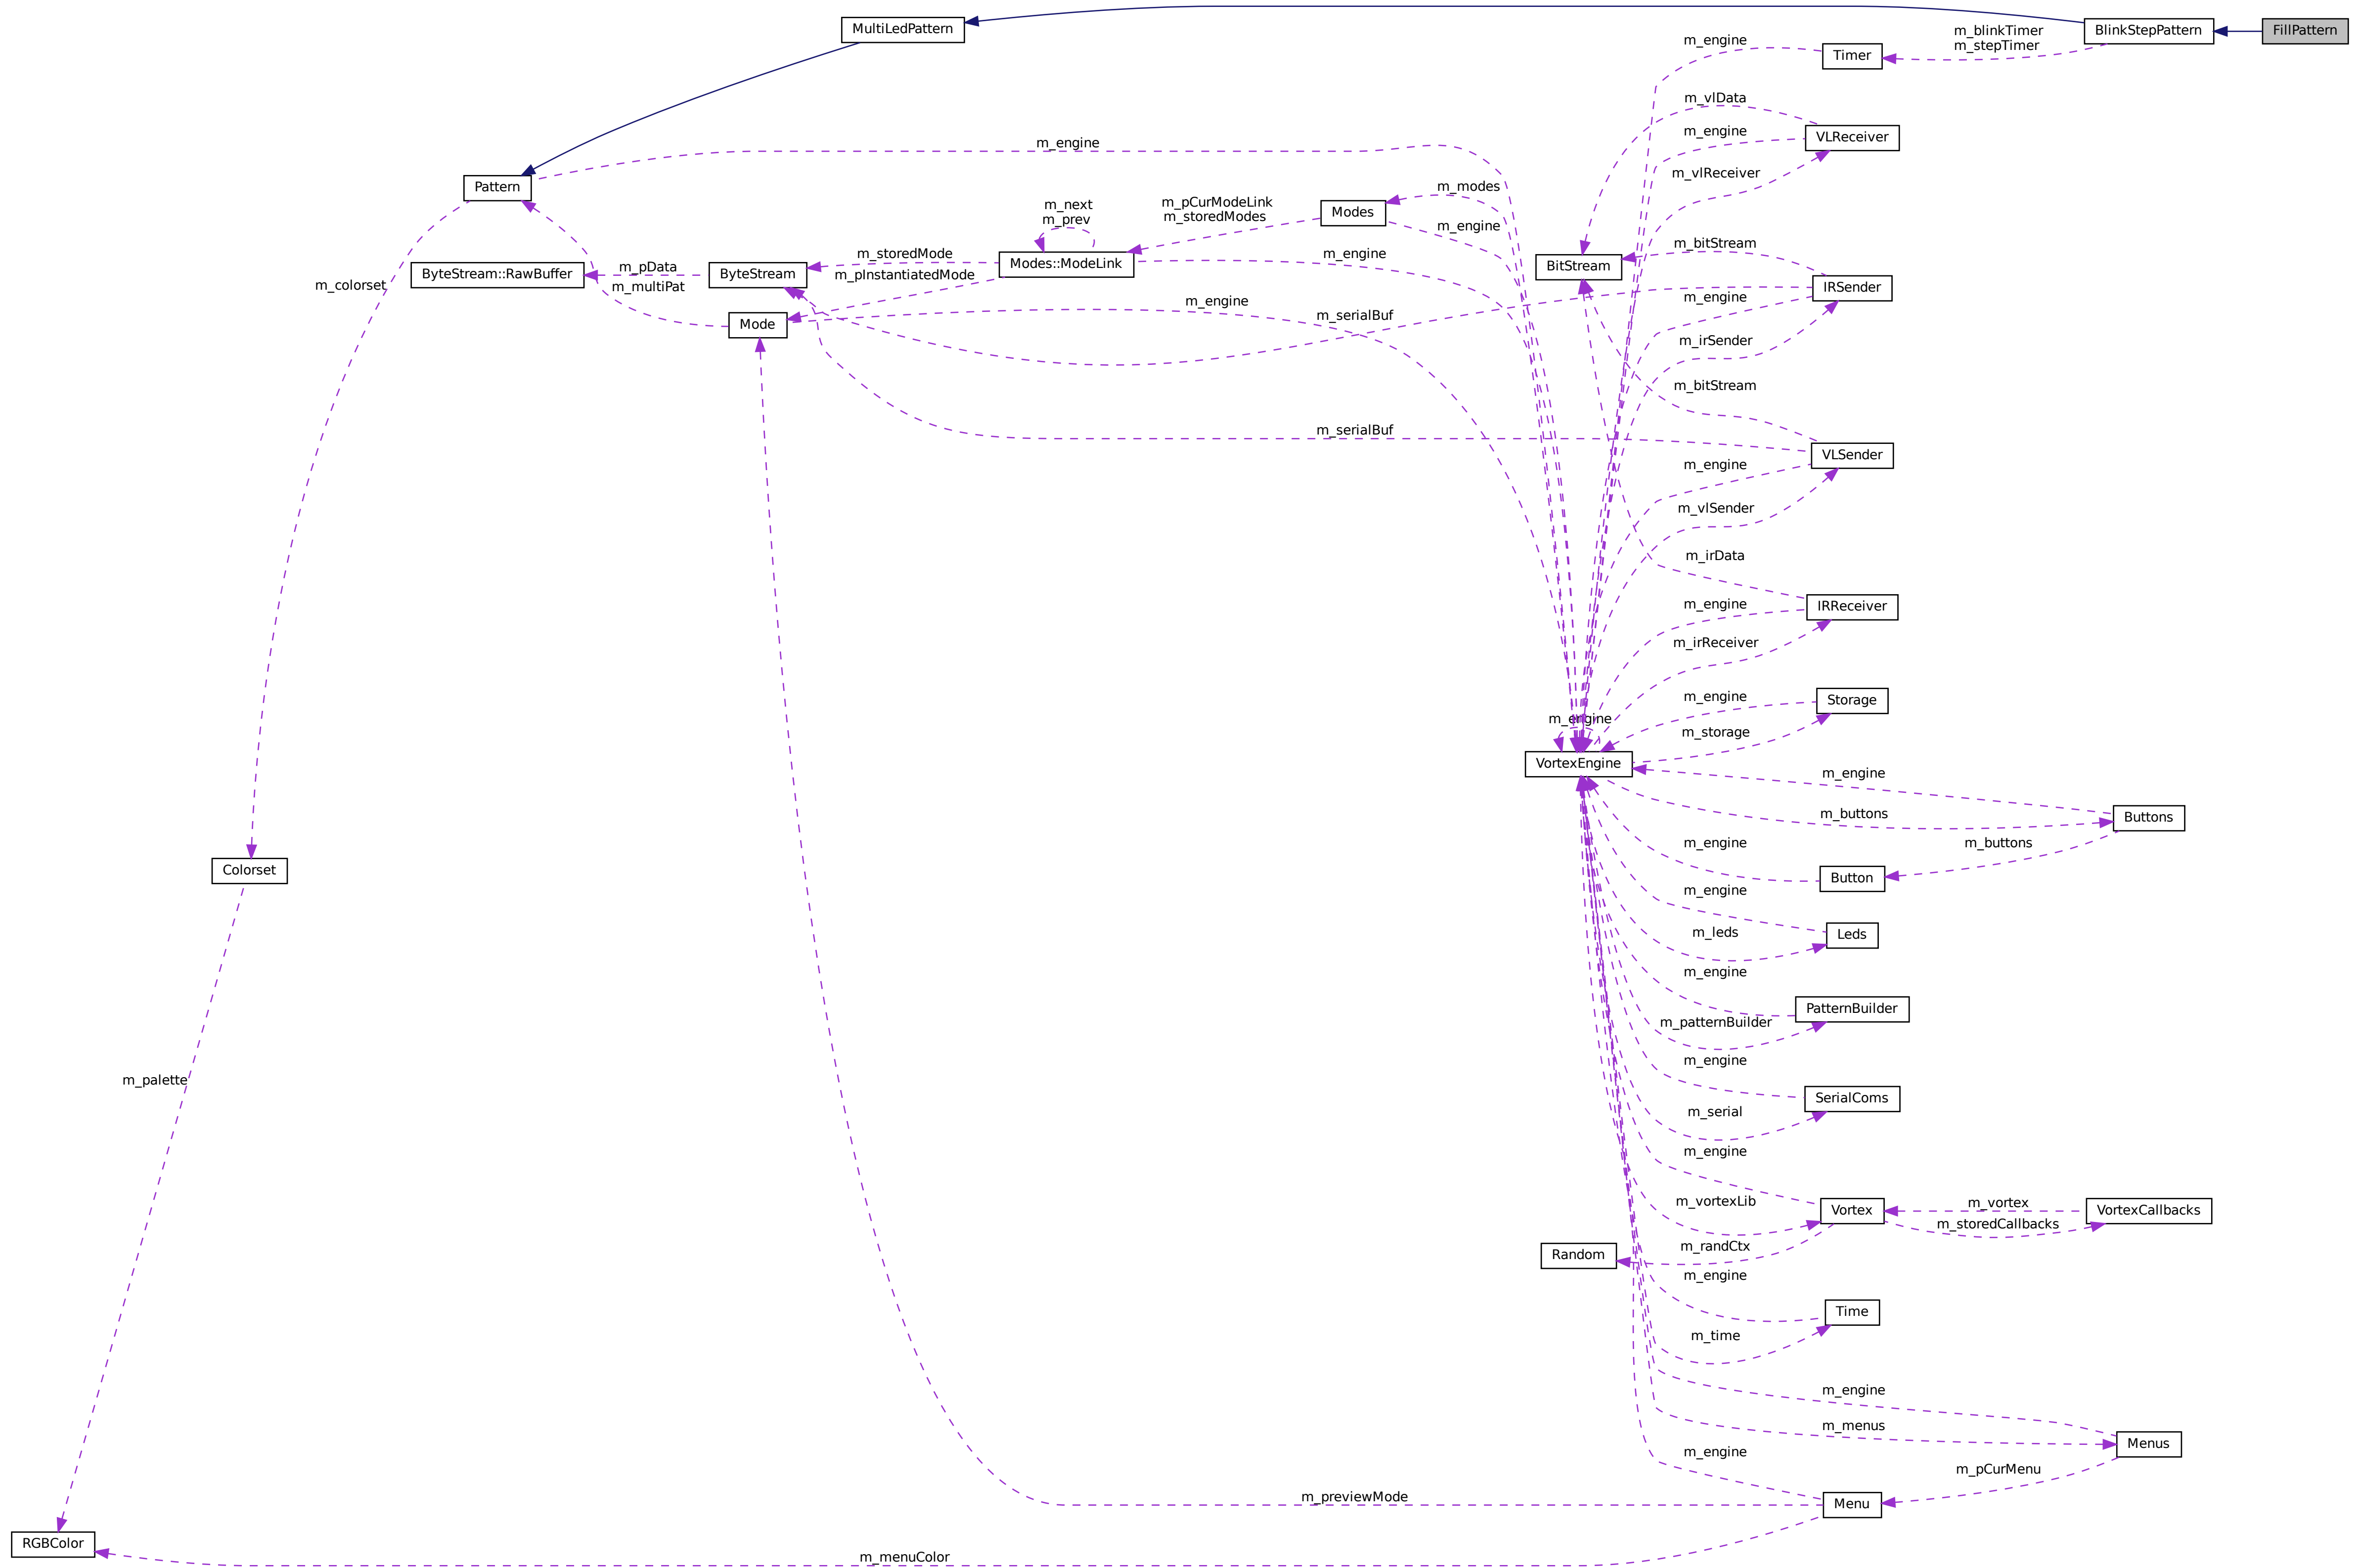 MultiLedPattern
BlinkStepPattern
FillPattern
m_blinkTimer
m_stepTimer
m_engine
Timer
m_vlData
m_engine
VLReceiver
m_engine
m_vlReceiver
Pattern
m_modes
m_next
m_prev
m_pCurModeLink
m_storedModes
Modes
m_engine
m_bitStream
m_storedMode
m_engine
Modes::ModeLink
BitStream
m_pData
ByteStream::RawBuffer
ByteStream
m_pInstantiatedMode
m_colorset
m_multiPat
IRSender
m_engine
m_engine
m_serialBuf
Mode
m_irSender
m_bitStream
m_serialBuf
VLSender
m_engine
m_vlSender
m_irData
m_engine
IRReceiver
m_irReceiver
m_engine
Storage
m_engine
m_storage
VortexEngine
m_engine
m_buttons
Buttons
m_engine
m_buttons
Colorset
Button
m_engine
m_leds
Leds
m_engine
PatternBuilder
m_patternBuilder
m_engine
m_palette
SerialComs
m_serial
m_engine
m_vortexLib
m_vortex
Vortex
VortexCallbacks
m_storedCallbacks
m_randCtx
Random
m_engine
Time
m_time
m_engine
m_menus
Menus
m_engine
m_pCurMenu
m_previewMode
Menu
RGBColor
m_menuColor